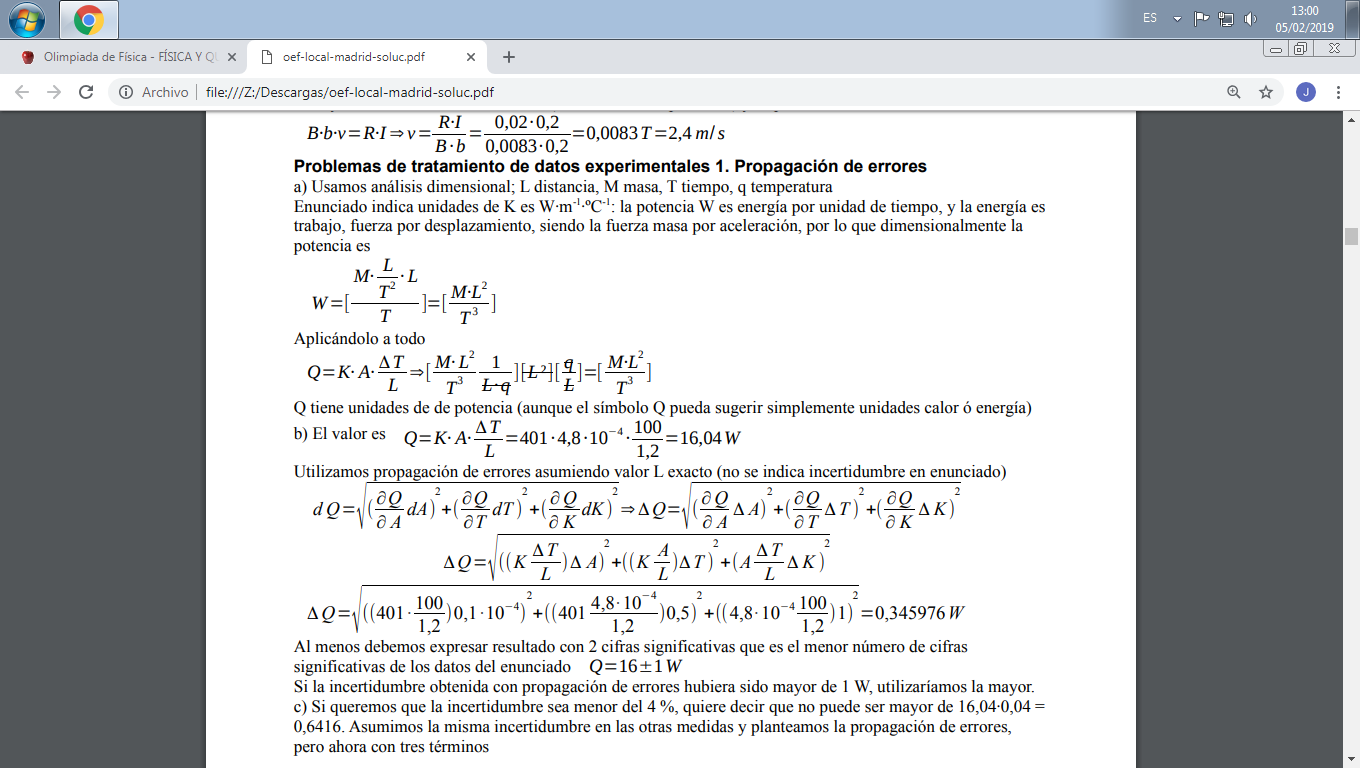 ES
13:00
05/02/2019
Olimpiada de Física - FÍSICA Y QU
oef-local-madrid-soluc.pdf
Archivo
file:///Z:/Descargas/oef-local-madrid-soluc.pdf
J
B·b·v=R·I⇒v=R·I/B·b=0,02·0,2/0,0083·0,2=0,0083T=2,4 m/s
Problemas de tratamiento de datos experimentales 1. Propagación de errores
a) Usamos análisis dimensional; L distancia, M masa, T tiempo, q temperatura
Enunciado indica unidades de K es W·m⁻¹·ºC⁻¹: la potencia W es energía por unidad de tiempo, y la energía es
trabajo, fuerza por desplazamiento, siendo la fuerza masa por aceleración, por lo que dimensionalmente la
potencia es
W=[(M·L/T²·L)/T]=[M·L²/T³]
Aplicándolo a todo
Q=K·A·ΔT/L⇒[M·L²/T³ 1/L·q][L²][q/L]=[M·L²/T³]
Q tiene unidades de de potencia (aunque el símbolo Q pueda sugerir simplemente unidades calor ó energía)
b) El valor es Q=K·A·ΔT/L=401·4,8·10⁻⁴·100/1,2=16,04W
Utilizamos propagación de errores asumiendo valor L exacto (no se indica incertidumbre en enunciado)
dQ=√((∂Q/∂A dA)²+(∂Q/∂T dT)²+(∂Q/∂K dK)²)⇒ΔQ=√((∂Q/∂A ΔA)²+(∂Q/∂T ΔT)²+(∂Q/∂K ΔK)²)
ΔQ=√(((K ΔT/L)ΔA)²+((K A/L)ΔT)²+(A ΔT/L ΔK)²)
ΔQ=√(((401·100/1,2)0,1·10⁻⁴)²+((401 4,8·10⁻⁴/1,2)0,5)²+((4,8·10⁻⁴ 100/1,2)1)²)=0,345976W
Al menos debemos expresar resultado con 2 cifras significativas que es el menor número de cifras
significativas de los datos del enunciado Q=16±1W
Si la incertidumbre obtenida con propagación de errores hubiera sido mayor de 1 W, utilizaríamos la mayor.
c) Si queremos que la incertidumbre sea menor del 4 %, quiere decir que no puede ser mayor de 16,04·0,04 =
0,6416. Asumimos la misma incertidumbre en las otras medidas y planteamos la propagación de errores,
pero ahora con tres términos